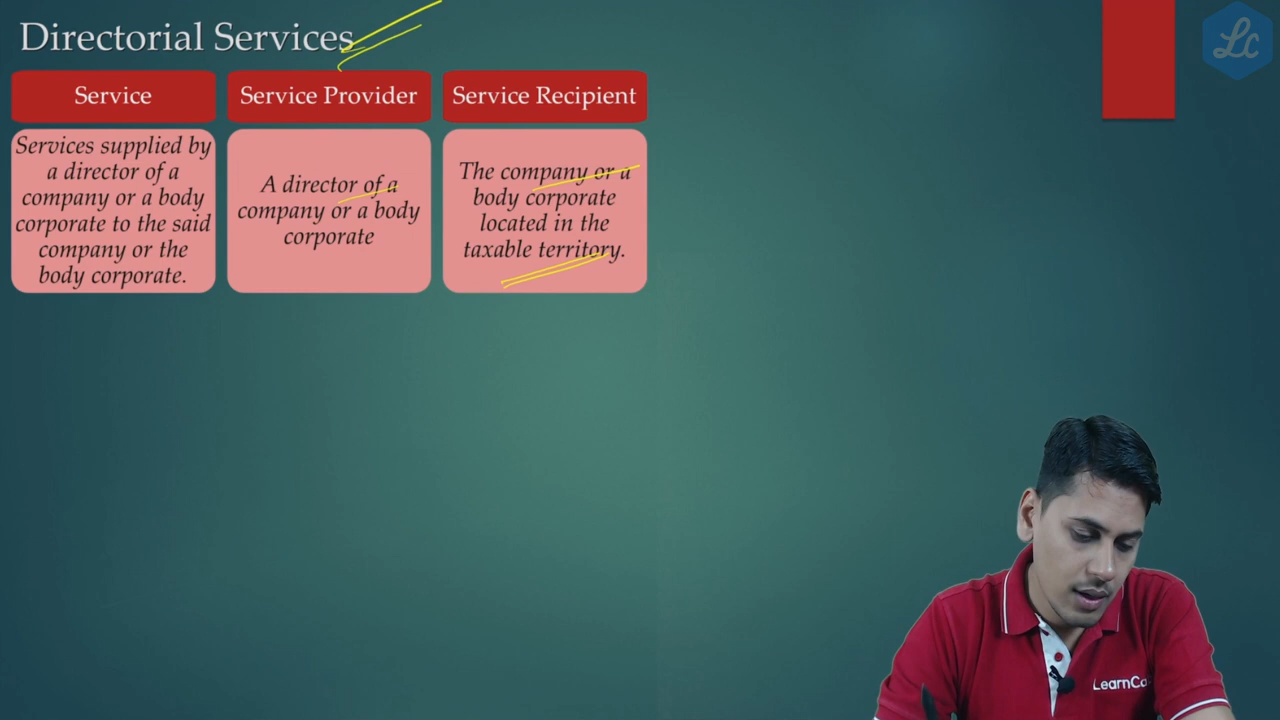 Directorial Services
Service
Service Provider
Service Recipient
Services supplied by
a director of a
company or a body
corporate to the said
company or the
body corporate.
A director of a
company or a body
corporate
The company or a
body corporate
located in the
taxable territory.
Lc